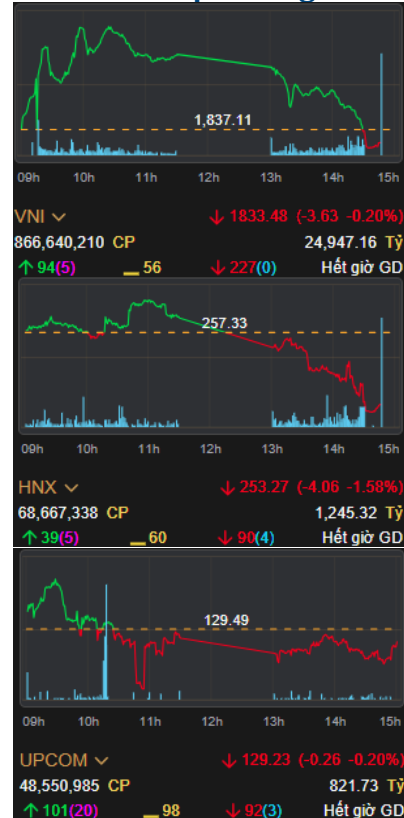 1,837.11
09h 10h 11h 12h 13h 14h 15h
VNI ↓ 1833.48 (-3.63 -0.20%)
866,640,210 CP 24,947.16 Tỷ
↑ 94(5) 56 ↓ 227(0) Hết giờ GD
257.33
09h 10h 11h 12h 13h 14h 15h
HNX ↓ 253.27 (-4.06 -1.58%)
68,667,338 CP 1,245.32 Tỷ
↑ 39(5) 60 ↓ 90(4) Hết giờ GD
129.49
09h 10h 11h 12h 13h 14h 15h
UPCOM ↓ 129.23 (-0.26 -0.20%)
48,550,985 CP 821.73 Tỷ
↑ 101(20) 98 ↓ 92(3) Hết giờ GD